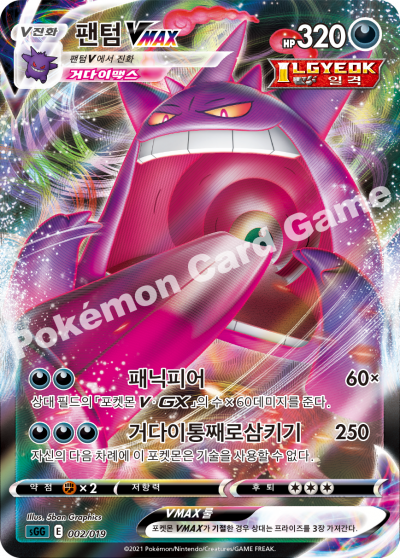 V진화
팬텀 VMAX
HP 320
팬텀V에서 진화
거다이맥스
ILGYEOK
일격
Pokémon Card Game
패닉피어 60×
상대 필드의 「포켓몬 V·GX」의 수×60데미지를 준다.
거다이통째로삼키기 250
자신의 다음 차례에 이 포켓몬은 기술을 사용할 수 없다.
약점 ×2 저항력 후퇴
Illus. 5ban Graphics
VMAX 룰
sGG E 002/019
포켓몬 VMAX가 기절한 경우 상대는 프라이즈를 3장 가져간다.
©2021 Pokémon/Nintendo/Creatures/GAME FREAK.